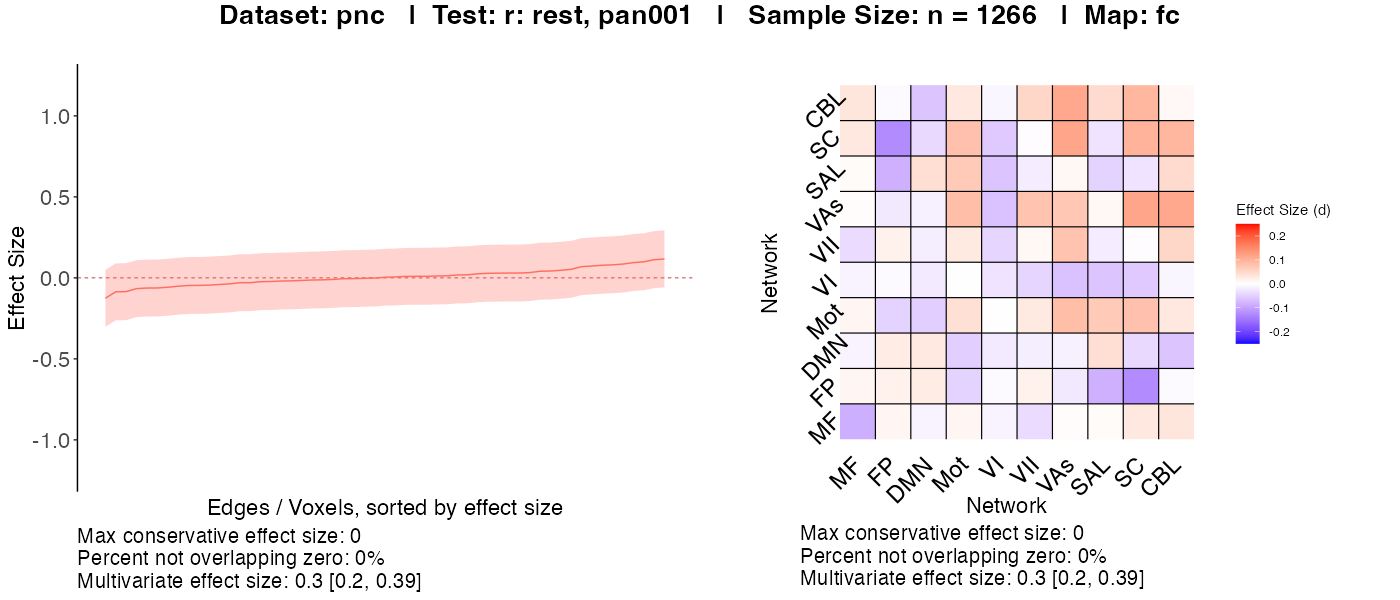 Dataset: pnc | Test: r: rest, pan001 | Sample Size: n = 1266 | Map: fc
Effect Size
1.0
0.5
0.0
-0.5
-1.0
Edges / Voxels, sorted by effect size
Max conservative effect size: 0
Percent not overlapping zero: 0%
Multivariate effect size: 0.3 [0.2, 0.39]
Network
CBL
SC
SAL
VAs
VII
VI
Mot
DMN
FP
MF
MF
FP
DMN
Mot
VI
VII
VAs
SAL
SC
CBL
Network
Max conservative effect size: 0
Percent not overlapping zero: 0%
Multivariate effect size: 0.3 [0.2, 0.39]
Effect Size (d)
0.2
0.1
0.0
-0.1
-0.2